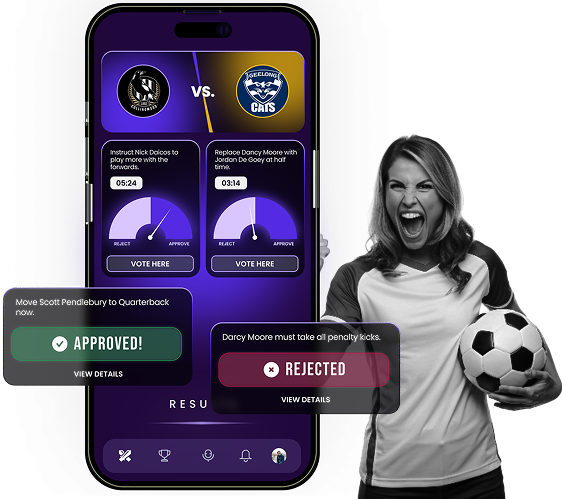 COLLINGWOOD
vs.
GEELONG
CATS
Instruct Nick Daicos to
play more with the
forwards.
05:24
REJECT
APPROVE
VOTE HERE
Replace Dancy Moore with
Jordan De Goey at half
time.
03:14
REJECT
APPROVE
VOTE HERE
Move Scott Pendlebury to Quarterback
now.
APPROVED!
VIEW DETAILS
Darcy Moore must take all penalty kicks.
REJECTED
VIEW DETAILS
RESU